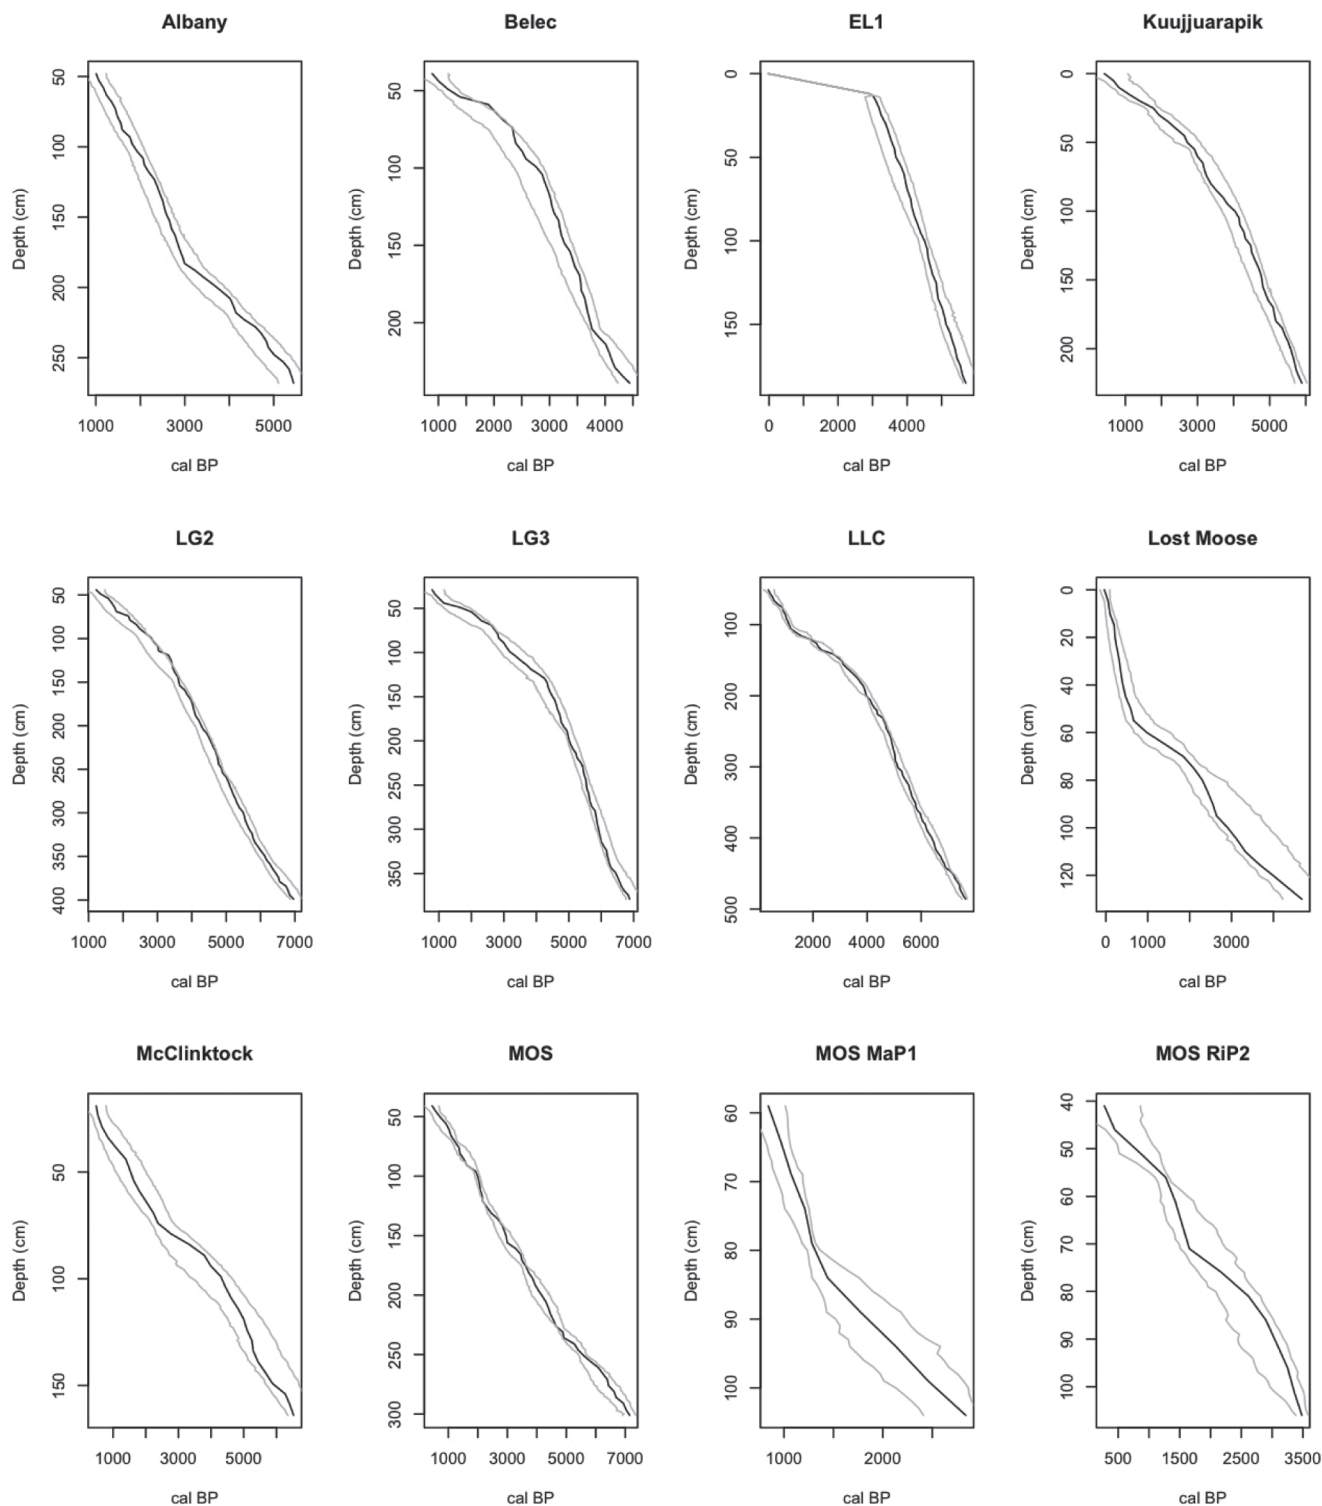 Albany
Belec
EL1
Kuujjuarapik
Depth (cm)
50
100
150
200
250
1000
3000
5000
cal BP
Depth (cm)
50
100
150
200
1000
2000
3000
4000
cal BP
Depth (cm)
0
50
100
150
0
2000
4000
cal BP
Depth (cm)
0
50
100
150
200
1000
3000
5000
cal BP
LG2
LG3
LLC
Lost Moose
Depth (cm)
50
100
150
200
250
300
350
400
1000
3000
5000
7000
cal BP
Depth (cm)
50
100
150
200
250
300
350
1000
3000
5000
7000
cal BP
Depth (cm)
100
200
300
400
500
2000
4000
6000
cal BP
Depth (cm)
0
20
40
60
80
100
120
0
1000
3000
cal BP
McClinktock
MOS
MOS MaP1
MOS RiP2
Depth (cm)
50
100
150
1000
3000
5000
cal BP
Depth (cm)
50
100
150
200
250
300
1000
3000
5000
7000
cal BP
Depth (cm)
60
70
80
90
100
1000
2000
cal BP
Depth (cm)
40
50
60
70
80
90
100
500
1500
2500
3500
cal BP